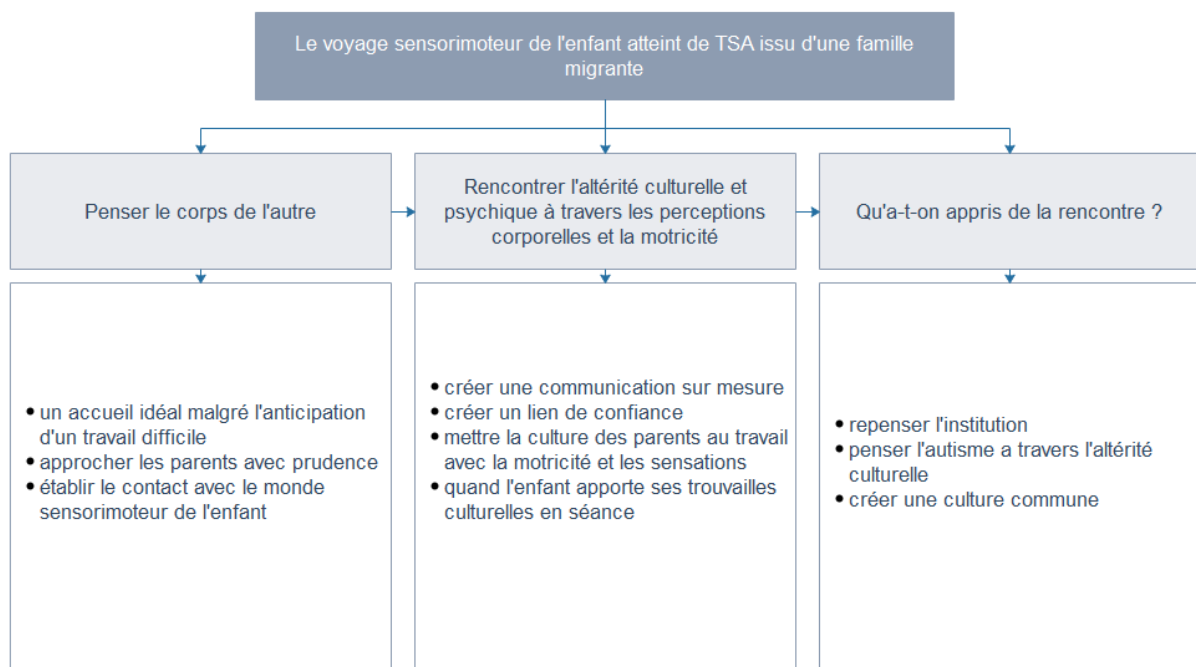 Le voyage sensorimoteur de l'enfant atteint de TSA issu d'une famille
migrante
Penser le corps de l'autre
Rencontrer l'altérité culturelle et
psychique à travers les perceptions
corporelles et la motricité
Qu'a-t-on appris de la rencontre ?
• un accueil idéal malgré l'anticipation
d'un travail difficile
• approcher les parents avec prudence
• établir le contact avec le monde
sensorimoteur de l'enfant
• créer une communication sur mesure
• créer un lien de confiance
• mettre la culture des parents au travail
avec la motricité et les sensations
• quand l'enfant apporte ses trouvailles
culturelles en séance
• repenser l'institution
• penser l'autisme a travers l'altérité
culturelle
• créer une culture commune